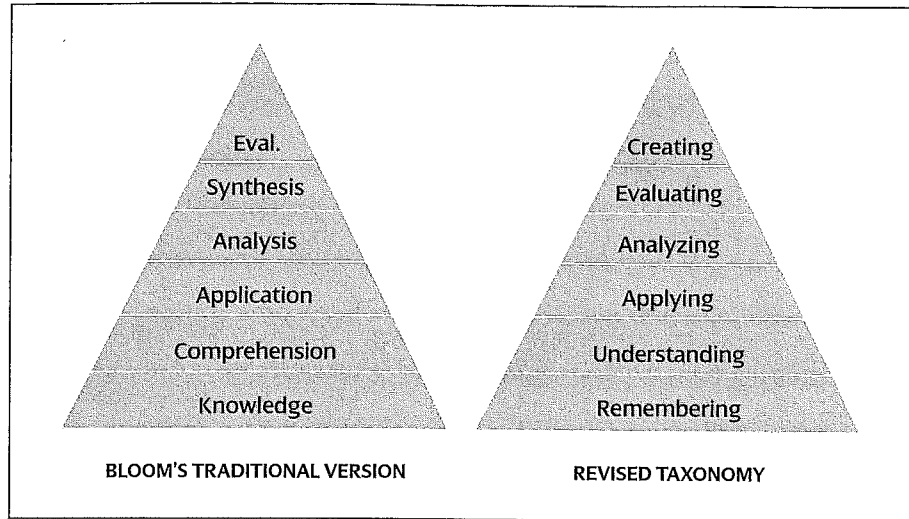 Eval.
Synthesis
Analysis
Application
Comprehension
Knowledge
BLOOM'S TRADITIONAL VERSION
Creating
Evaluating
Analyzing
Applying
Understanding
Remembering
REVISED TAXONOMY